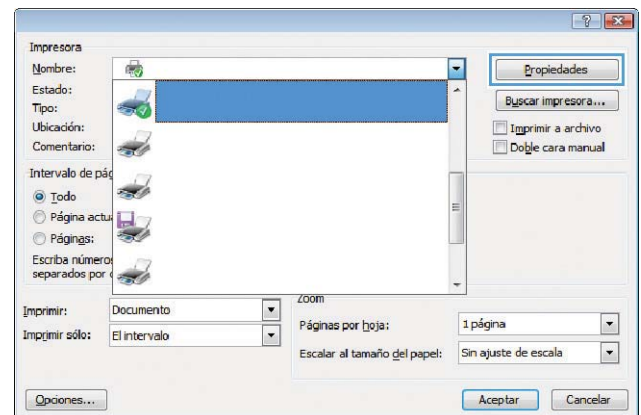 Impresora
Nombre:
Propiedades
Estado:
Buscar impresora...
Tipo:
Ubicación:
Imprimir a archivo
Comentario:
Doble cara manual
Intervalo de pág
Todo
Página actu
Páginas:
Escriba número
separados por
Zoom
Imprimir:
Documento
Páginas por hoja:
1 página
Imprimir sólo:
El intervalo
Escalar al tamaño del papel:
Sin ajuste de escala
Opciones...
Aceptar
Cancelar